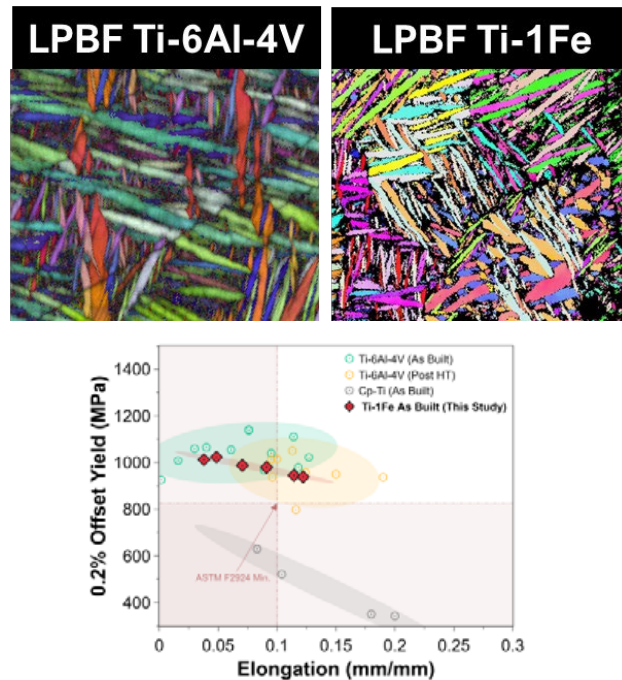 LPBF Ti-6Al-4V
LPBF Ti-1Fe
1400
1200
1000
800
600
400
0.2% Offset Yield (MPa)
Ti-6Al-4V (As Built)
Ti-6Al-4V (Post HT)
Cp-Ti (As Built)
Ti-1Fe As Built (This Study)
ASTM F2924 Min.
0 0.05 0.1 0.15 0.2 0.25 0.3
Elongation (mm/mm)